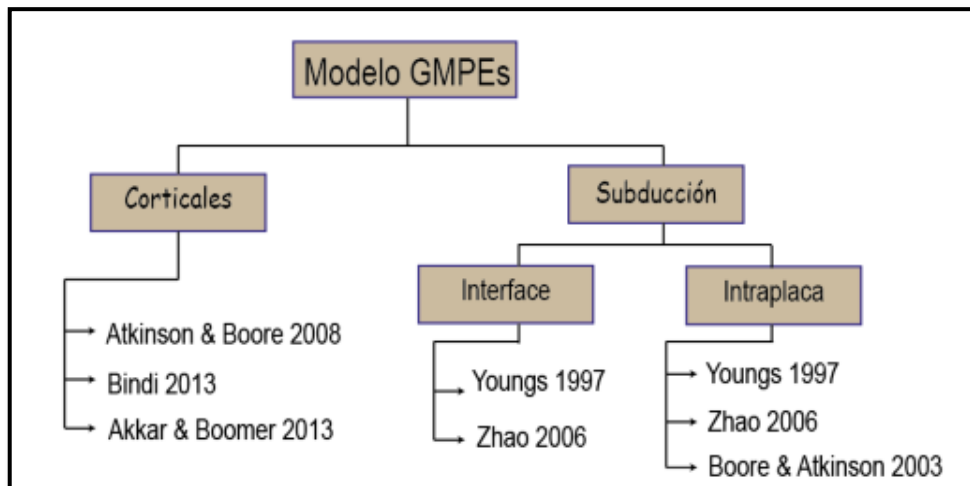 Modelo GMPEs
Corticales
Atkinson & Boore 2008
Bindi 2013
Akkar & Boomer 2013
Subducción
Interface
Youngs 1997
Zhao 2006
Intraplaca
Youngs 1997
Zhao 2006
Boore & Atkinson 2003